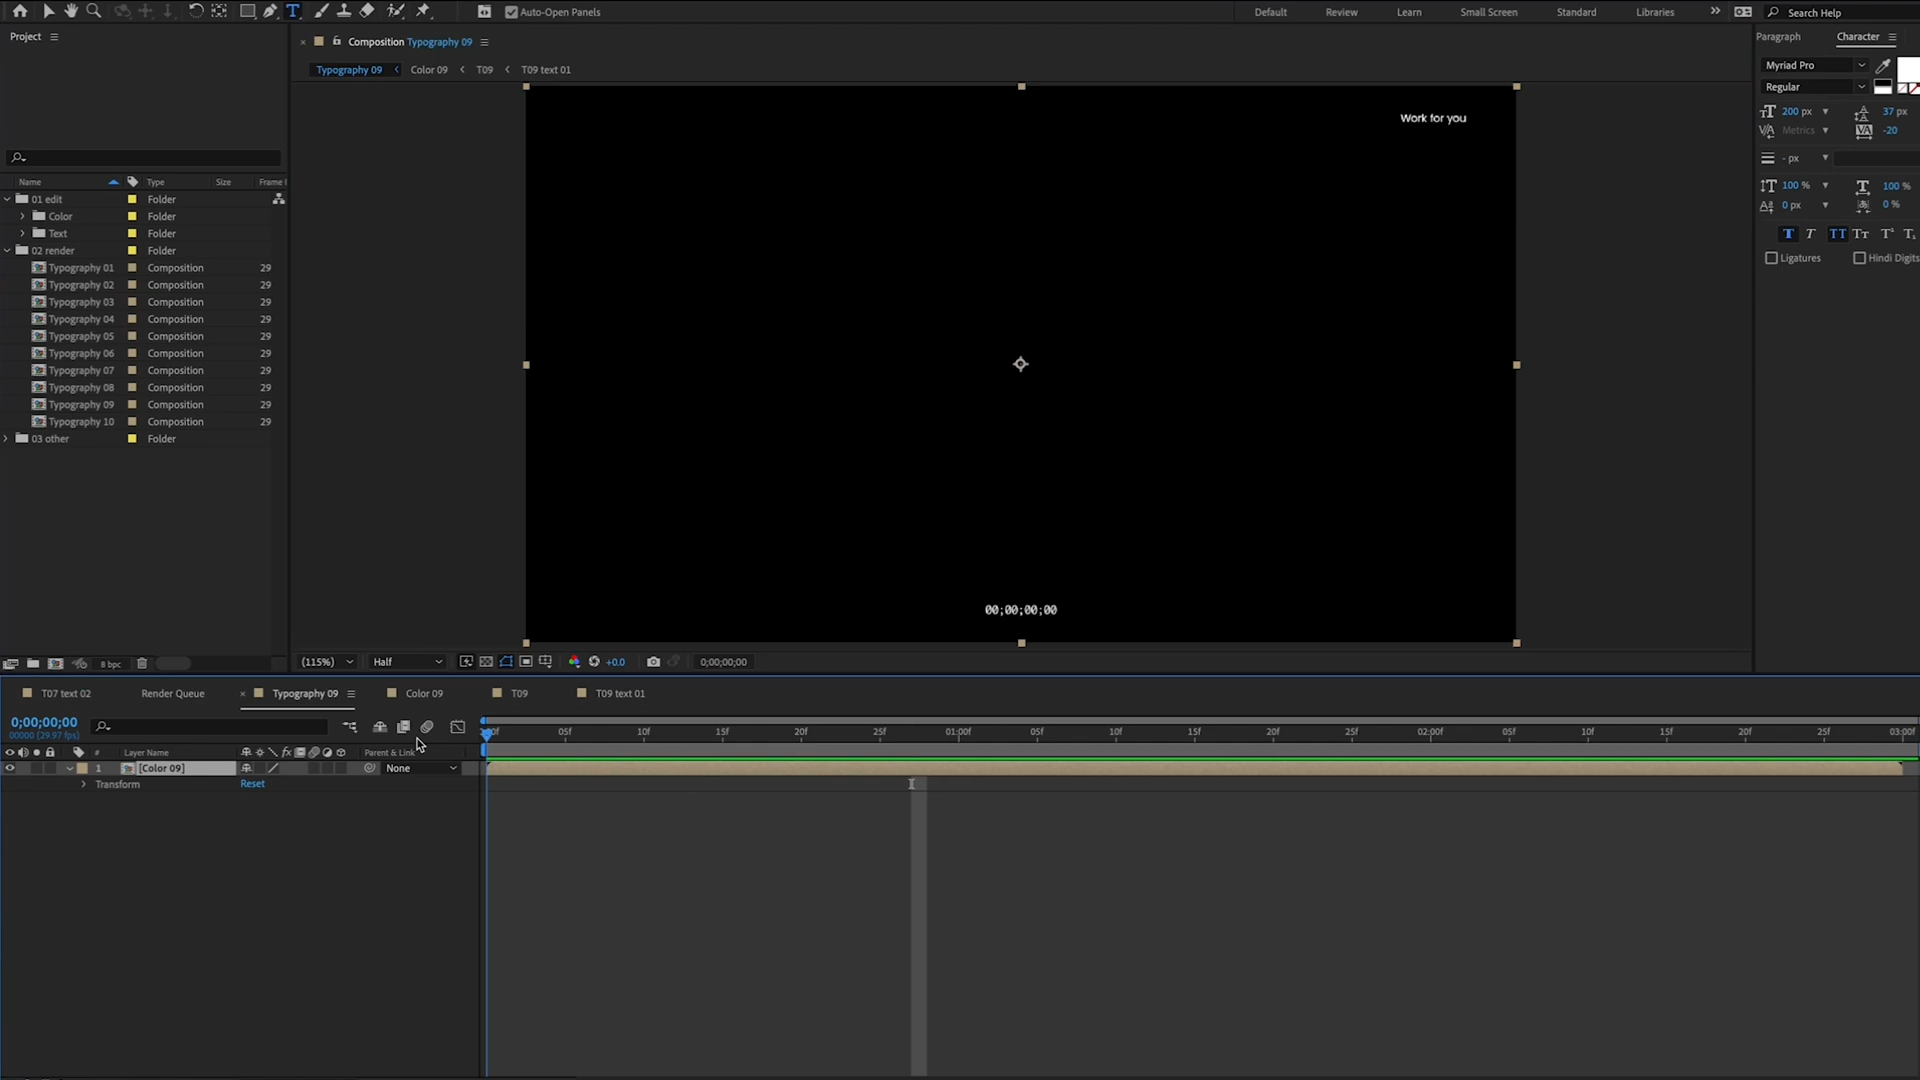 Auto-Open Panels
Default
Review
Learn
Small Screen
Standard
Libraries
Search Help
Project
Composition Typography 09
Typography 09
Color 09
T09
T09 text 01
Work for you
00;00;00;00
Paragraph
Character
Myriad Pro
Regular
200 px
37 px
Metrics
-20
- px
100 %
100 %
0 px
0 %
Ligatures
Hindi Digits
Name
Type
Size
Frame
01 edit
Folder
Color
Folder
Text
Folder
02 render
Folder
Typography 01
Composition
29
Typography 02
Composition
29
Typography 03
Composition
29
Typography 04
Composition
29
Typography 05
Composition
29
Typography 06
Composition
29
Typography 07
Composition
29
Typography 08
Composition
29
Typography 09
Composition
29
Typography 10
Composition
29
03 other
Folder
8 bpc
(115%)
Half
+0.0
0;00;00;00
T07 text 02
Render Queue
Typography 09
Color 09
T09
T09 text 01
0;00;00;00
00000 (29.97 fps)
05f
10f
15f
20f
25f
01:00f
05f
10f
15f
20f
25f
02:00f
05f
10f
15f
20f
25f
03:00f
#
Layer Name
Parent & Link
1
[Color 09]
None
Transform
Reset